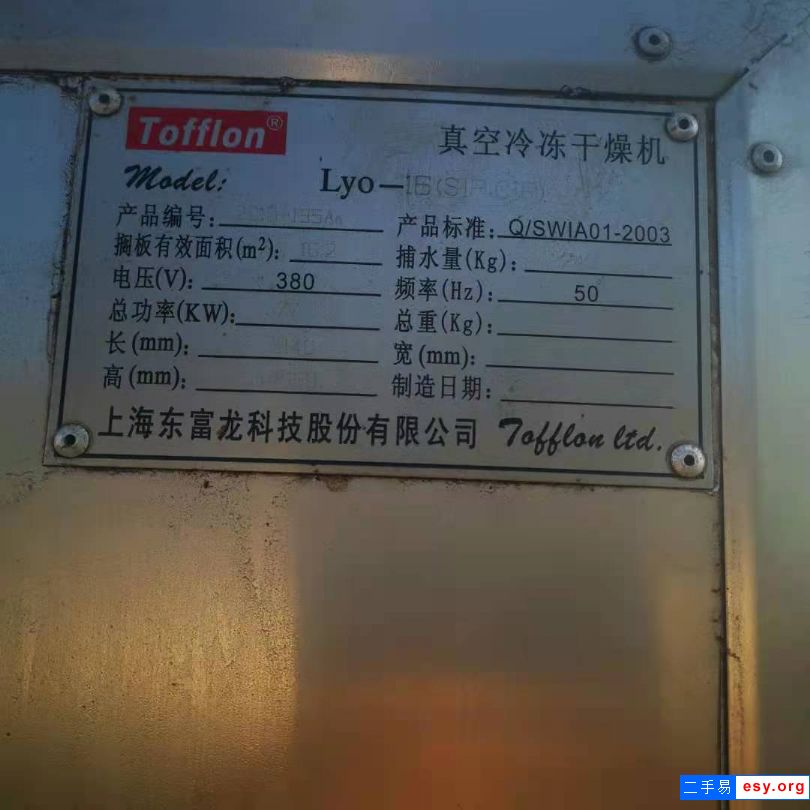 Tofflon® 真空冷冻干燥机
Model: Lyo-
产品编号: 产品标准: Q/SWIA01-2003
搁板有效面积(m²): 捕水量(Kg):
电压(V): 380 频率(Hz): 50
总功率(KW): 总重(Kg):
长(mm): 宽(mm):
高(mm): 制造日期:
上海东富龙科技股份有限公司 Tofflon ltd.
二手易 esy.org